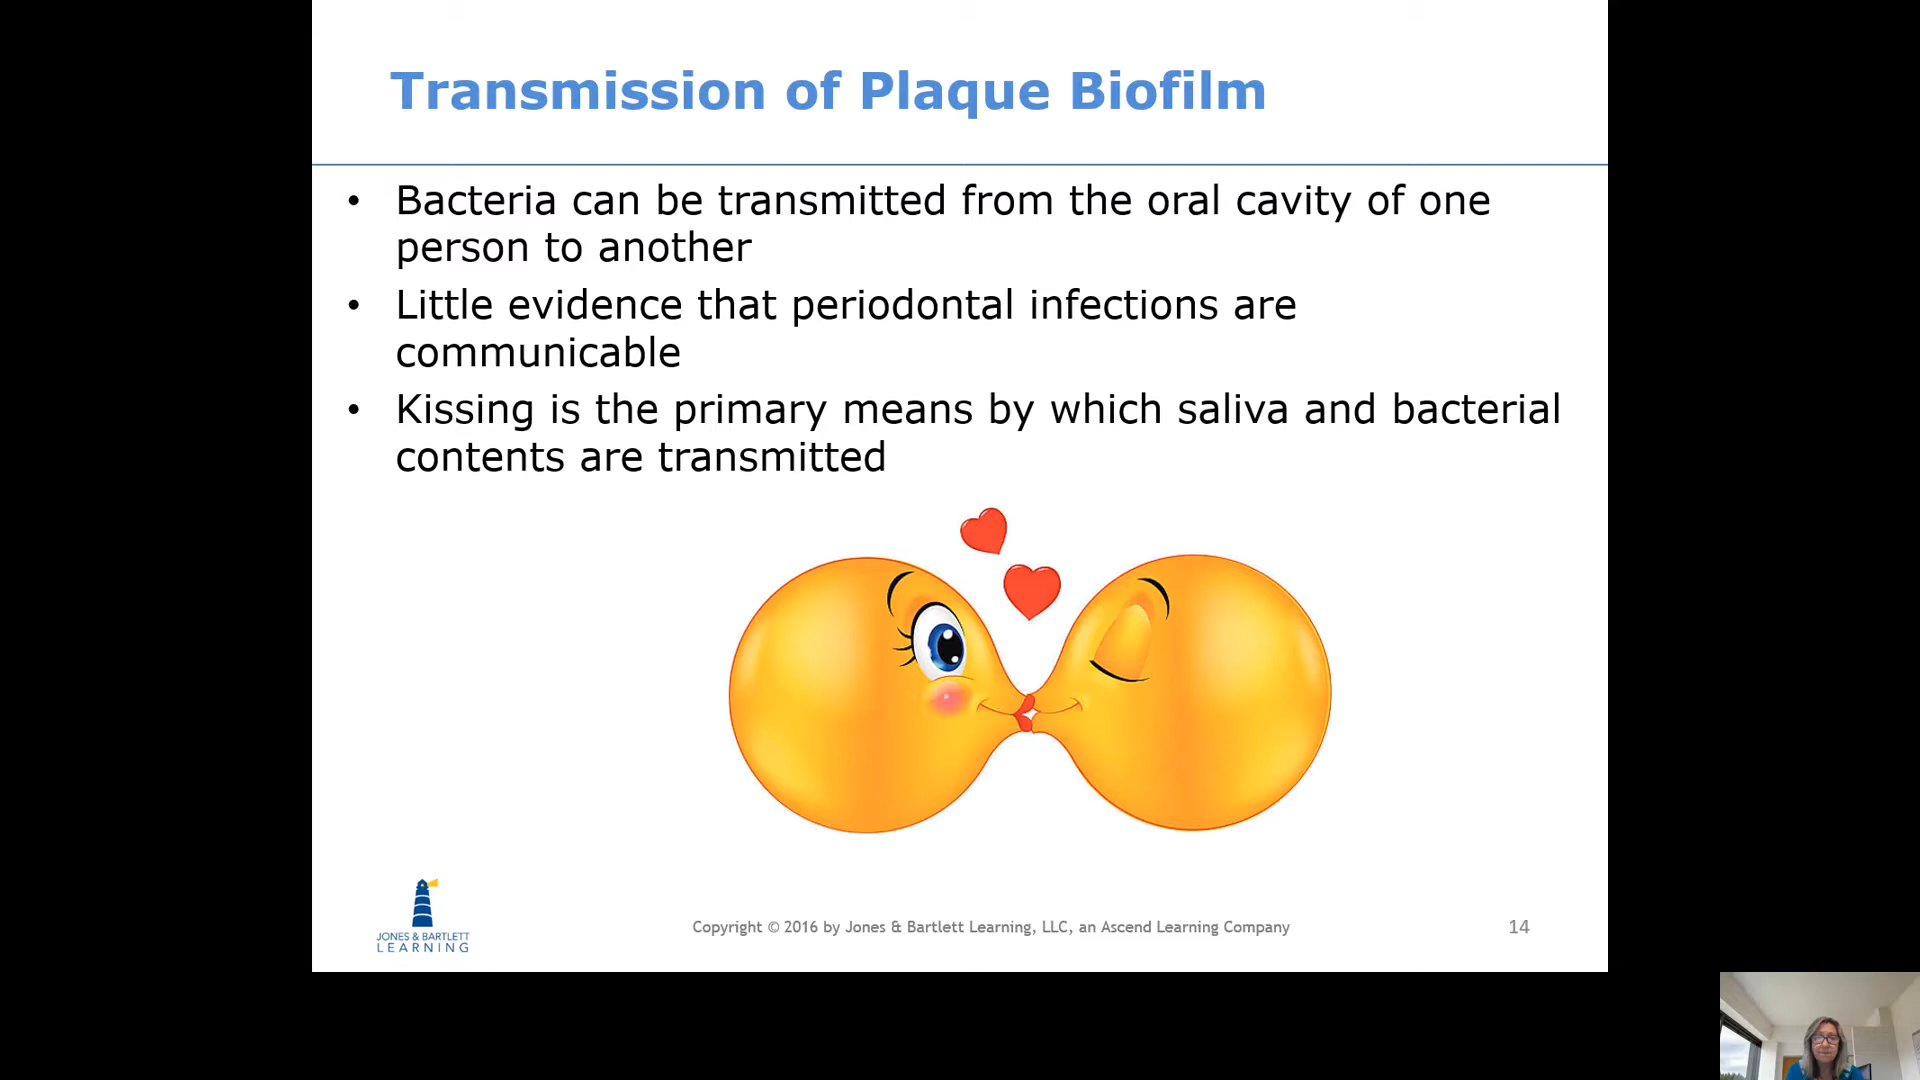 Transmission of Plaque Biofilm
• Bacteria can be transmitted from the oral cavity of one
person to another
• Little evidence that periodontal infections are
communicable
• Kissing is the primary means by which saliva and bacterial
contents are transmitted
JONES & BARTLETT
LEARNING
Copyright © 2016 by Jones & Bartlett Learning, LLC, an Ascend Learning Company
14